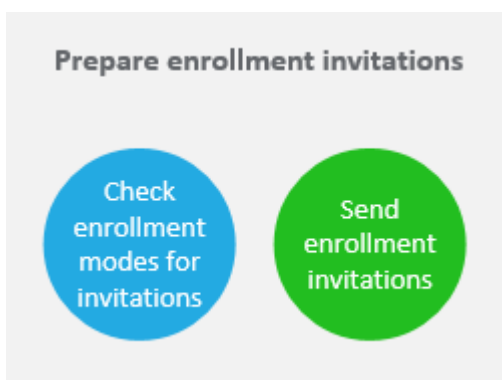 Prepare enrollment invitations
Check
enrollment
modes for
invitations
Send
enrollment
invitations